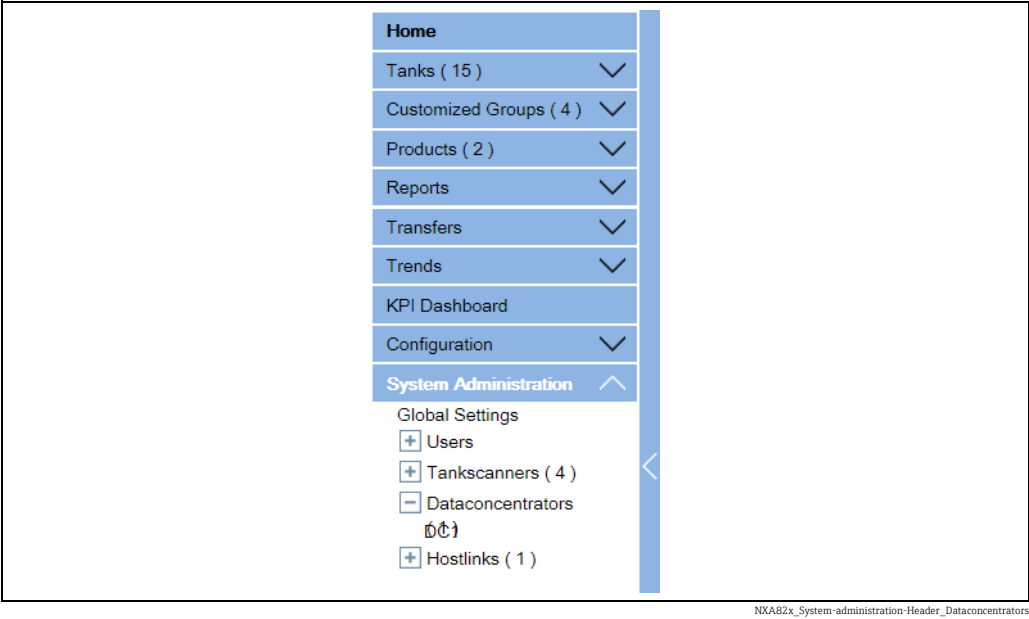 Home
Tanks ( 15 )
Customized Groups ( 4 )
Products ( 2 )
Reports
Transfers
Trends
KPI Dashboard
Configuration
System Administration
Global Settings
Users
Tankscanners ( 4 )
Dataconcentrators
Hostlinks ( 1 )
NXA82x_System-administration-Header_Dataconcentrators